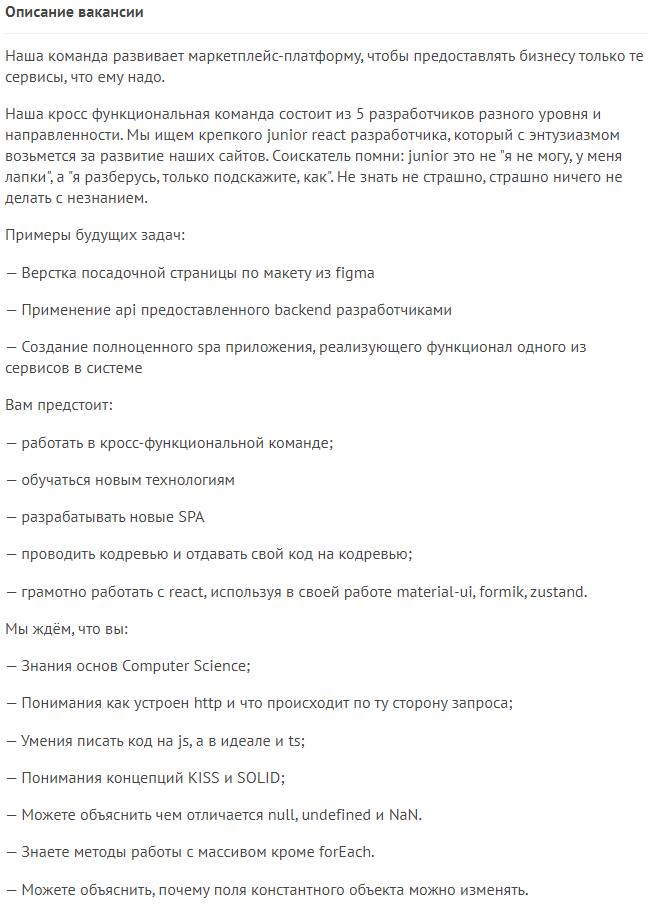 Описание вакансии
Наша команда развивает маркетплейс-платформу, чтобы предоставлять бизнесу только те
сервисы, что ему надо.
Наша кросс функциональная команда состоит из 5 разработчиков разного уровня и
направленности. Мы ищем крепкого junior react разработчика, который с энтузиазмом
возьмется за развитие наших сайтов. Соискатель помни: junior это не "я не могу, у меня
лапки", а "я разберусь, только подскажите, как". Не знать не страшно, страшно ничего не
делать с незнанием.
Примеры будущих задач:
— Верстка посадочной страницы по макету из figma
— Применение api предоставленного backend разработчиками
— Создание полноценного spa приложения, реализующего функционал одного из
сервисов в системе
Вам предстоит:
— работать в кросс-функциональной команде;
— обучаться новым технологиям
— разрабатывать новые SPA
— проводить кодревью и отдавать свой код на кодревью;
— грамотно работать с react, используя в своей работе material-ui, formik, zustand.
Мы ждём, что вы:
— Знания основ Computer Science;
— Понимания как устроен http и что происходит по ту сторону запроса;
— Умения писать код на js, а в идеале и ts;
— Понимания концепций KISS и SOLID;
— Можете объяснить чем отличается null, undefined и NaN.
— Знаете методы работы с массивом кроме forEach.
— Можете объяснить, почему поля константного объекта можно изменять.